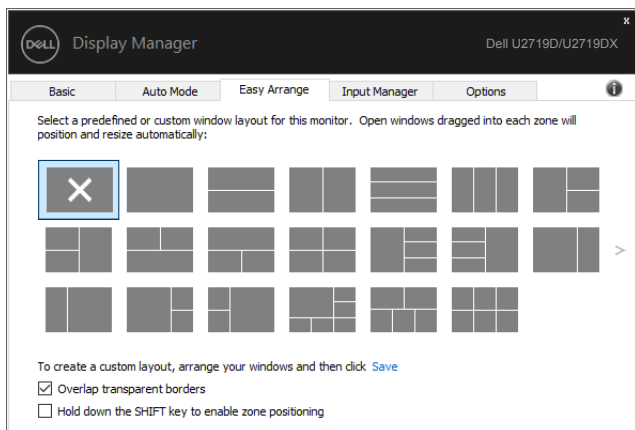 x
DELL Display Manager Dell U2719D/U2719DX
Basic Auto Mode Easy Arrange Input Manager Options i
Select a predefined or custom window layout for this monitor. Open windows dragged into each zone will
position and resize automatically:
>
To create a custom layout, arrange your windows and then click Save
Overlap transparent borders
Hold down the SHIFT key to enable zone positioning